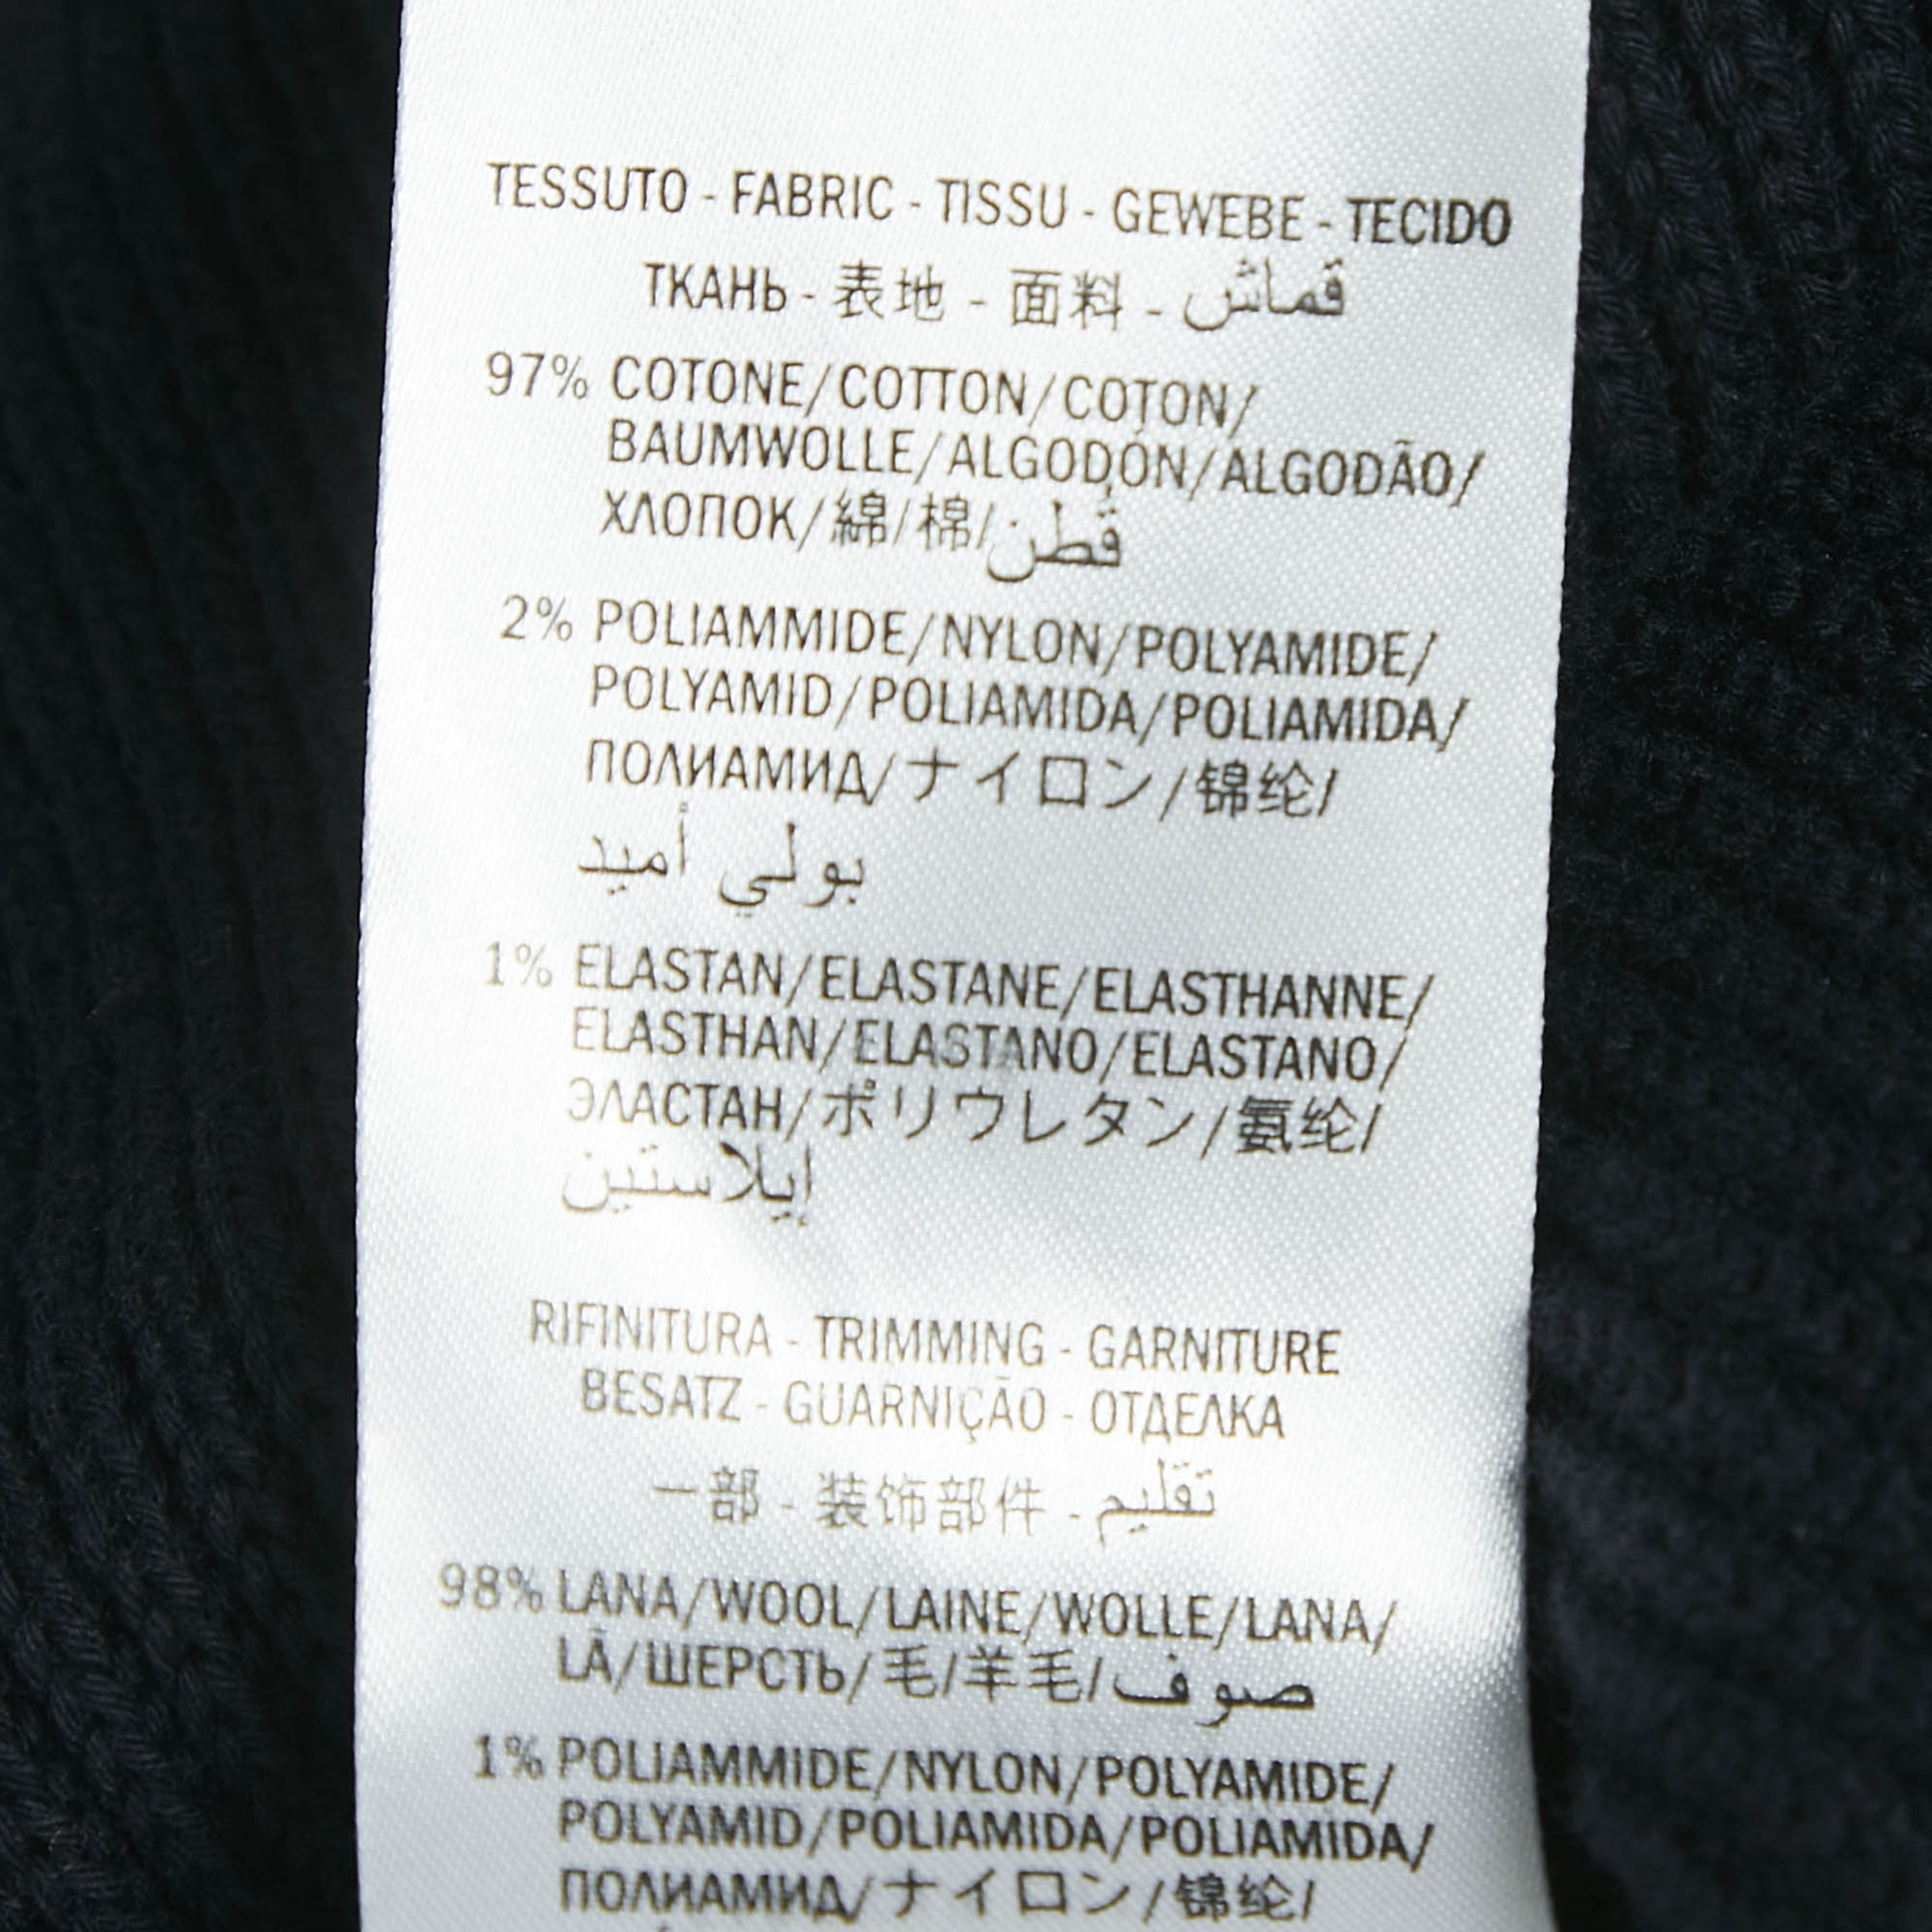 TESSUTO - FABRIC - TISSU - GEWEBE - TECIDO
ТКАНЬ - 表地 - 面料 - قماش
97% COTONE/COTTON/COTON/
BAUMWOLLE/ALGODÓN/ALGODÃO/
ХЛОПОК/綿/棉/قطن
2% POLIAMMIDE/NYLON/POLYAMIDE/
POLYAMID/POLIAMIDA/POLIAMIDA/
ПОЛИАМИД/ナイロン/锦纶/
بولي أميد
1% ELASTAN/ELASTANE/ELASTHANNE/
ELASTHAN/ELASTANO/ELASTANO/
ЭЛАСТАН/ポリウレタン/氨纶/
إيلاستين
RIFINITURA - TRIMMING - GARNITURE
BESATZ - GUARNIÇÃO - ОТДЕЛКА
一部 - 装饰部件 - تقليم
98% LANA/WOOL/LAINE/WOLLE/LANA/
LÃ/ШЕРСТЬ/毛/羊毛/صوف
1% POLIAMMIDE/NYLON/POLYAMIDE/
POLYAMID/POLIAMIDA/POLIAMIDA/
ПОЛИАМИД/ナイロン/锦纶/